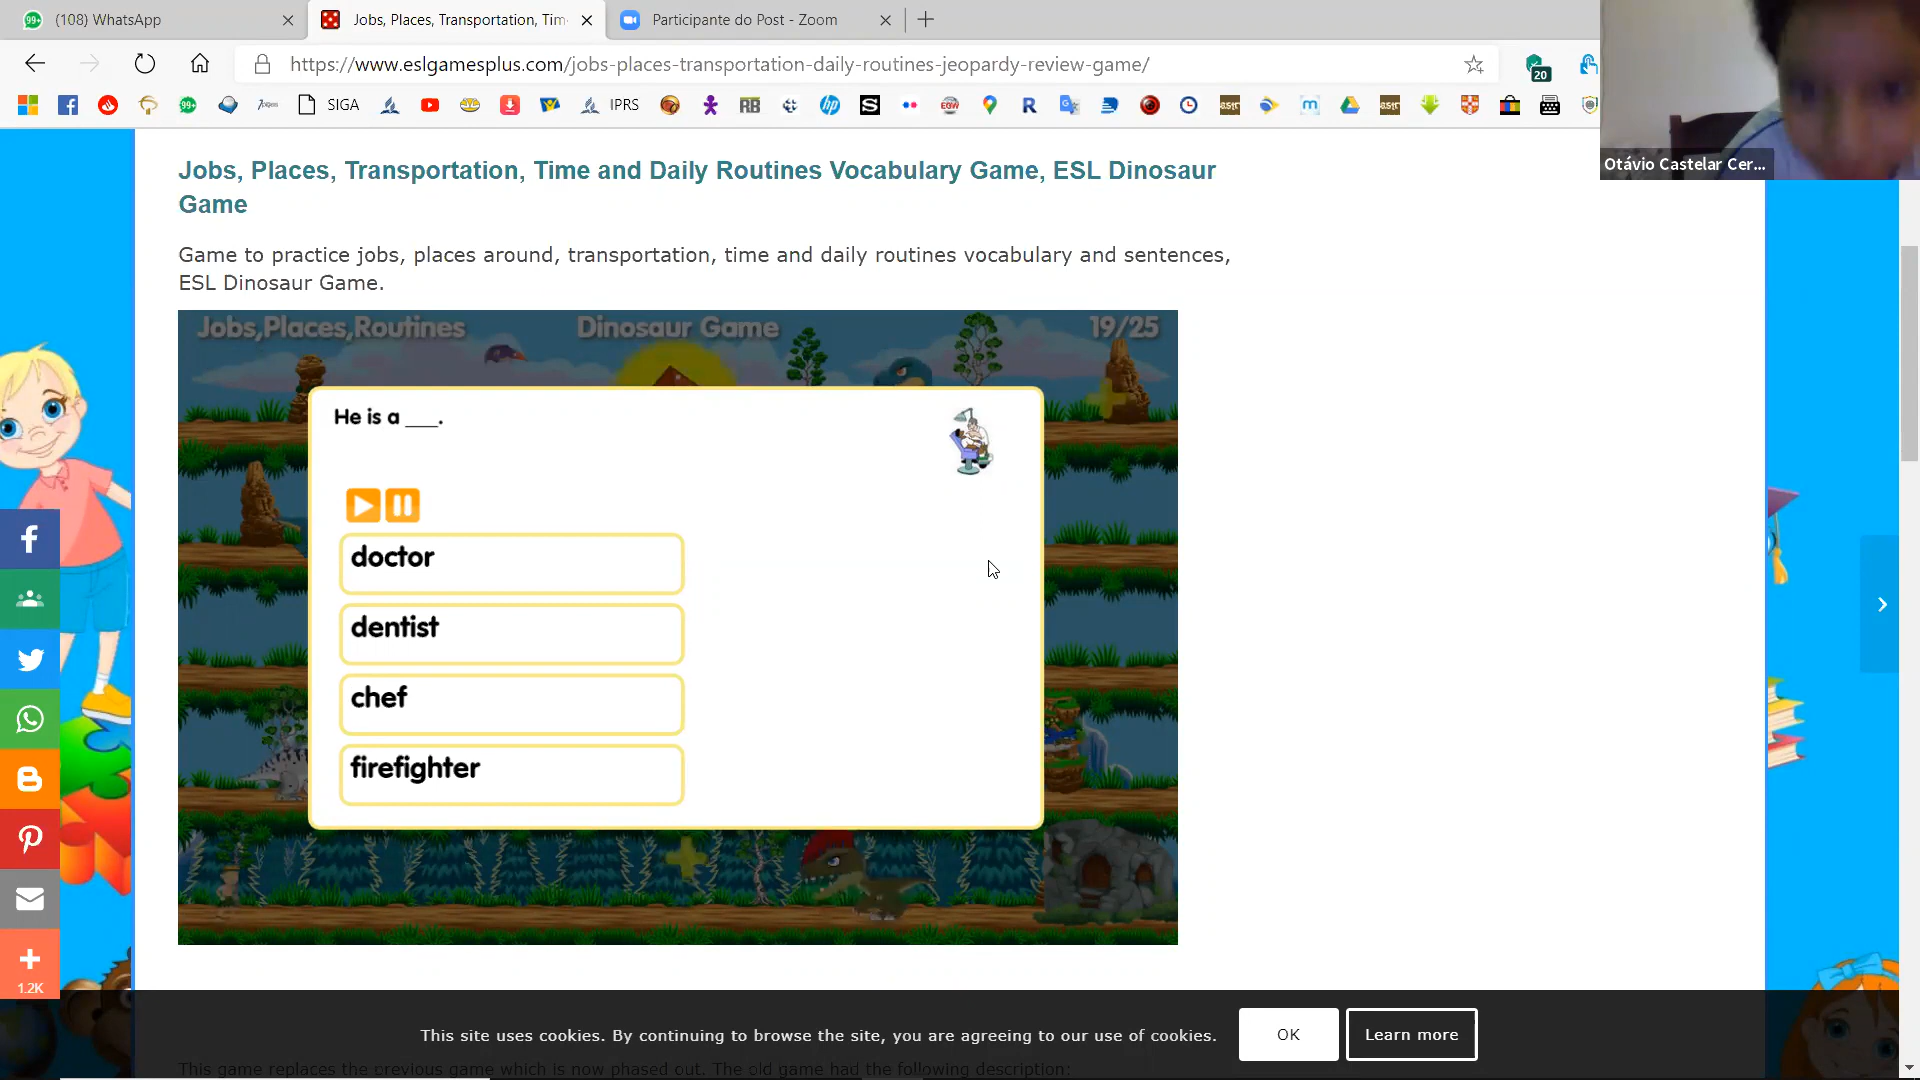 (108) WhatsApp
Jobs, Places, Transportation, Tim
Participante do Post - Zoom
https://www.eslgamesplus.com/jobs-places-transportation-daily-routines-jeopardy-review-game/
20
99+
SIGA
IPRS
RB
hp
S
EGW
R
m
Otávio Castelar Cer...
Jobs, Places, Transportation, Time and Daily Routines Vocabulary Game, ESL Dinosaur
Game
Game to practice jobs, places around, transportation, time and daily routines vocabulary and sentences,
ESL Dinosaur Game.
Jobs,Places,Routines
Dinosaur Game
19/25
He is a ___.
doctor
dentist
chef
firefighter
1.2K
This site uses cookies. By continuing to browse the site, you are agreeing to our use of cookies.
OK
Learn more
This game replaces the previous game which is now phased out. The old game had the following description: